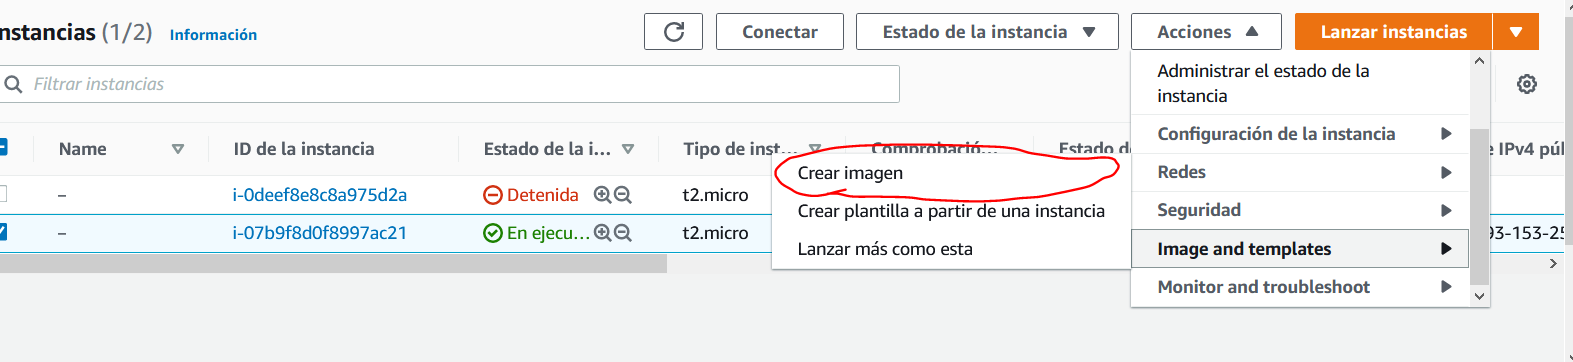 nstancias (1/2) Información
Conectar
Estado de la instancia
Acciones
Lanzar instancias
Filtrar instancias
Administrar el estado de la
instancia
Configuración de la instancia
Redes
Seguridad
Image and templates
Monitor and troubleshoot
Name ID de la instancia Estado de la i... Tipo de inst... Comprobació... Estado d e IPv4 púl
– i-0deef8e8c8a975d2a Detenida t2.micro
– i-07b9f8d0f8997ac21 En ejecu... t2.micro 93-153-25
Crear imagen
Crear plantilla a partir de una instancia
Lanzar más como esta